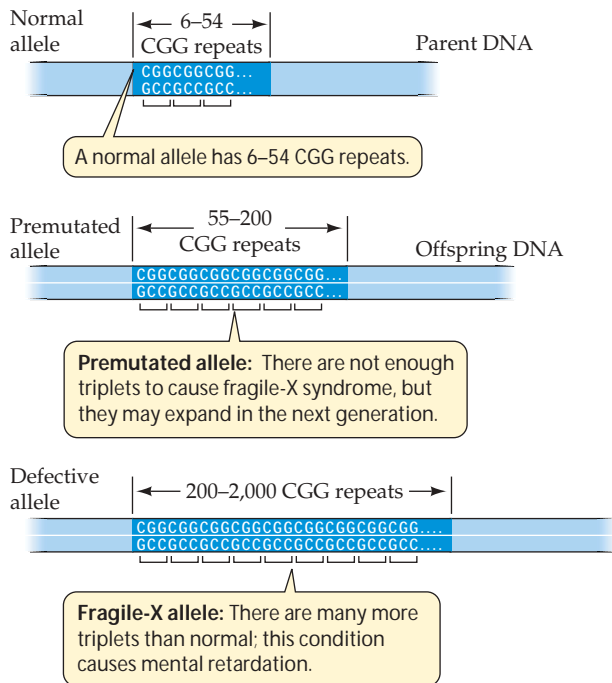 Normal allele
6–54 CGG repeats
Parent DNA
CGGCGGCGG...
GCCGCCGCC...
A normal allele has 6–54 CGG repeats.
Premutated allele
55–200 CGG repeats
Offspring DNA
CGGCGGCGGCGGCGGCGG...
GCCGCCGCCGCCGCCGCC...
Premutated allele: There are not enough
triplets to cause fragile-X syndrome, but
they may expand in the next generation.
Defective allele
200–2,000 CGG repeats
CGGCGGCGGCGGCGGCGGCGGCGGCGG....
GCCGCCGCCGCCGCCGCCGCCGCCGCC....
Fragile-X allele: There are many more
triplets than normal; this condition
causes mental retardation.